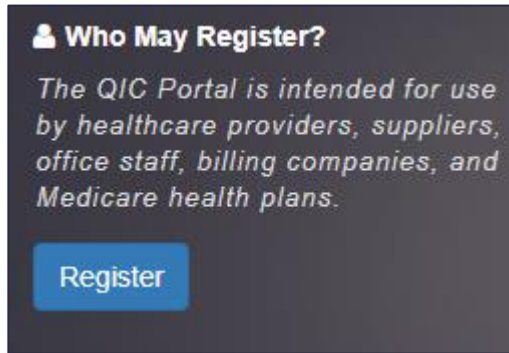 Who May Register?
The QIC Portal is intended for use
by healthcare providers, suppliers,
office staff, billing companies, and
Medicare health plans.
Register